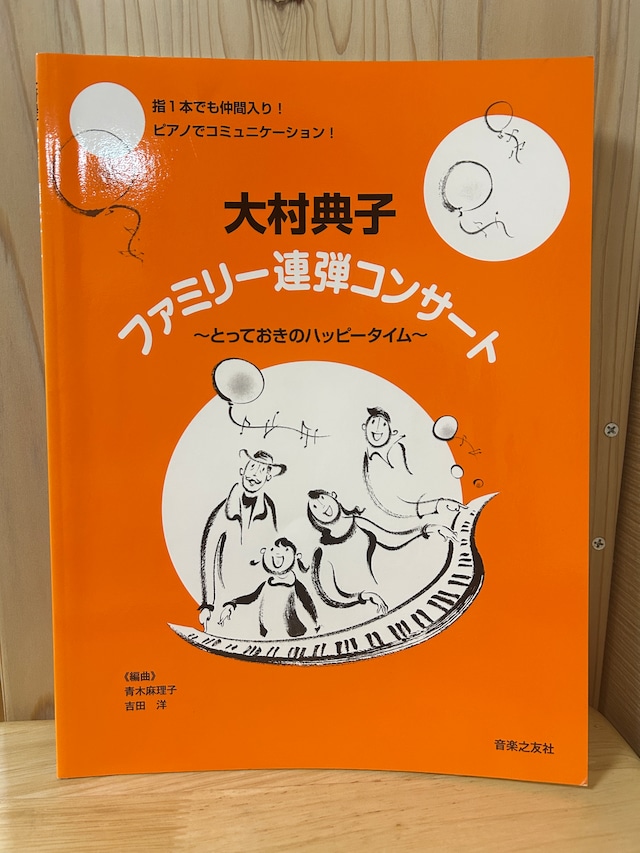 指1本でも仲間入り！
ピアノでコミュニケーション！
大村典子
ファミリー連弾コンサート
〜とっておきのハッピータイム〜
《編曲》
青木麻理子
吉田　洋
音楽之友社